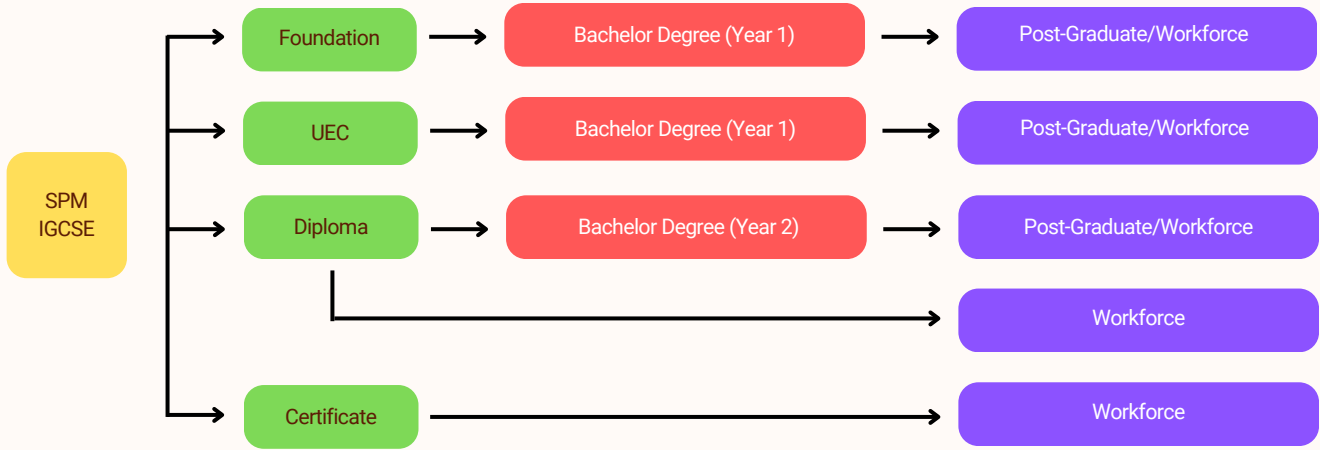 Foundation
Bachelor Degree (Year 1)
Post-Graduate/Workforce
UEC
Bachelor Degree (Year 1)
Post-Graduate/Workforce
SPM
IGCSE
Diploma
Bachelor Degree (Year 2)
Post-Graduate/Workforce
Workforce
Certificate
Workforce